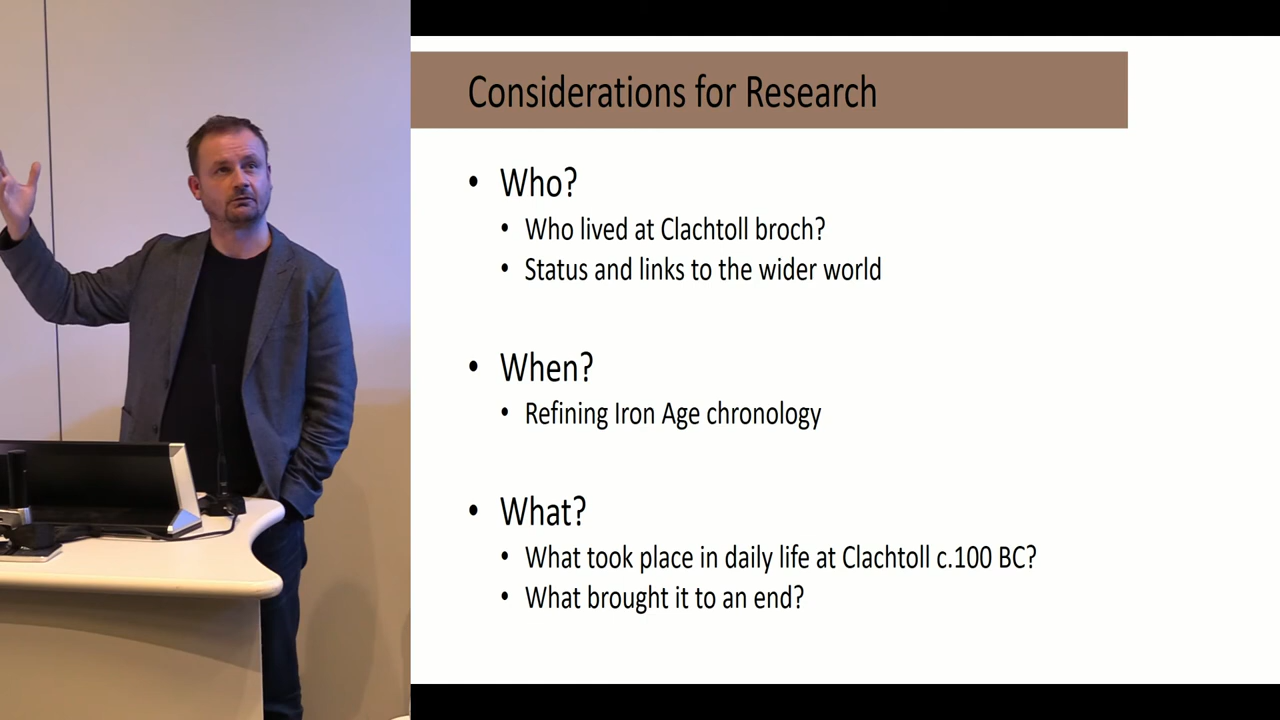 Considerations for Research
• Who?
• Who lived at Clachtoll broch?
• Status and links to the wider world
• When?
• Refining Iron Age chronology
• What?
• What took place in daily life at Clachtoll c.100 BC?
• What brought it to an end?